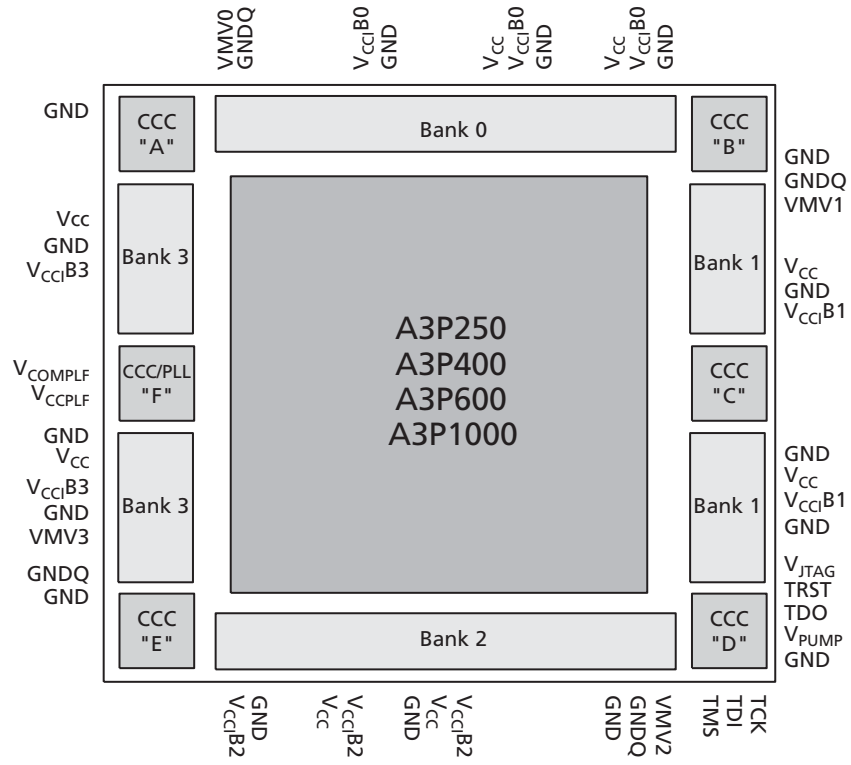 VMV0
GNDQ
VCCIB0
GND
VCC
VCCIB0
GND
VCC
VCCIB0
GND
GND
CCC
"A"
Bank 0
CCC
"B"
GND
GNDQ
VMV1
Vcc
GND
VCCIB3
Bank 3
Bank 1
VCC
GND
VCCIB1
A3P250
A3P400
A3P600
A3P1000
VCOMPLF
VCCPLF
CCC/PLL
"F"
CCC
"C"
GND
VCC
VCCIB3
GND
VMV3
Bank 3
Bank 1
GND
VCC
VCCIB1
GND
GNDQ
GND
CCC
"E"
Bank 2
CCC
"D"
VJTAG
TRST
TDO
VPUMP
GND
VCCIB2
GND
VCC
VCCIB2
GND
VCC
VCCIB2
GND
GNDQ
VMV2
TMS
TDI
TCK